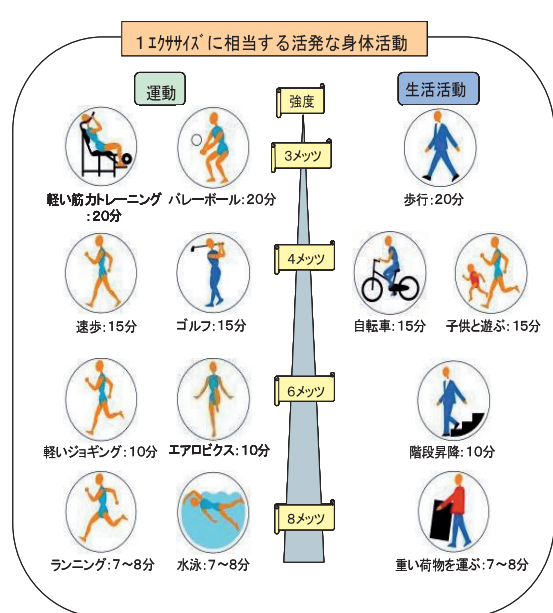 １エクササイズに相当する活発な身体活動
運動
強度
生活活動
3メッツ
軽い筋力トレーニング
：20分
バレーボール：20分
歩行：20分
4メッツ
速歩：15分
ゴルフ：15分
自転車：15分
子供と遊ぶ：15分
6メッツ
軽いジョギング：10分
エアロビクス：10分
階段昇降：10分
8メッツ
ランニング：7～8分
水泳：7～8分
重い荷物を運ぶ：7～8分